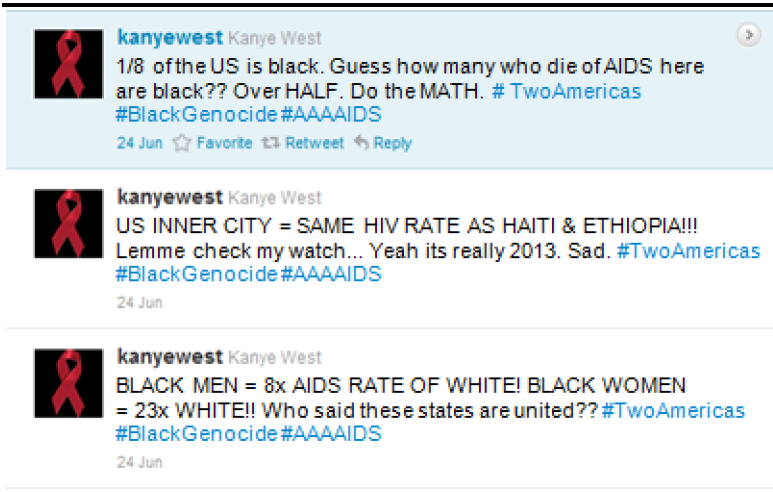 kanyewest Kanye West
1/8 of the US is black. Guess how many who die of AIDS here
are black?? Over HALF. Do the MATH. # TwoAmericas
#BlackGenocide #AAAAIDS
24 Jun Favorite Retweet Reply
kanyewest Kanye West
US INNER CITY = SAME HIV RATE AS HAITI & ETHIOPIA!!!
Lemme check my watch... Yeah its really 2013. Sad. #TwoAmericas
#BlackGenocide #AAAAIDS
24 Jun
kanyewest Kanye West
BLACK MEN = 8x AIDS RATE OF WHITE! BLACK WOMEN
= 23x WHITE!! Who said these states are united?? #TwoAmericas
#BlackGenocide #AAAAIDS
24 Jun